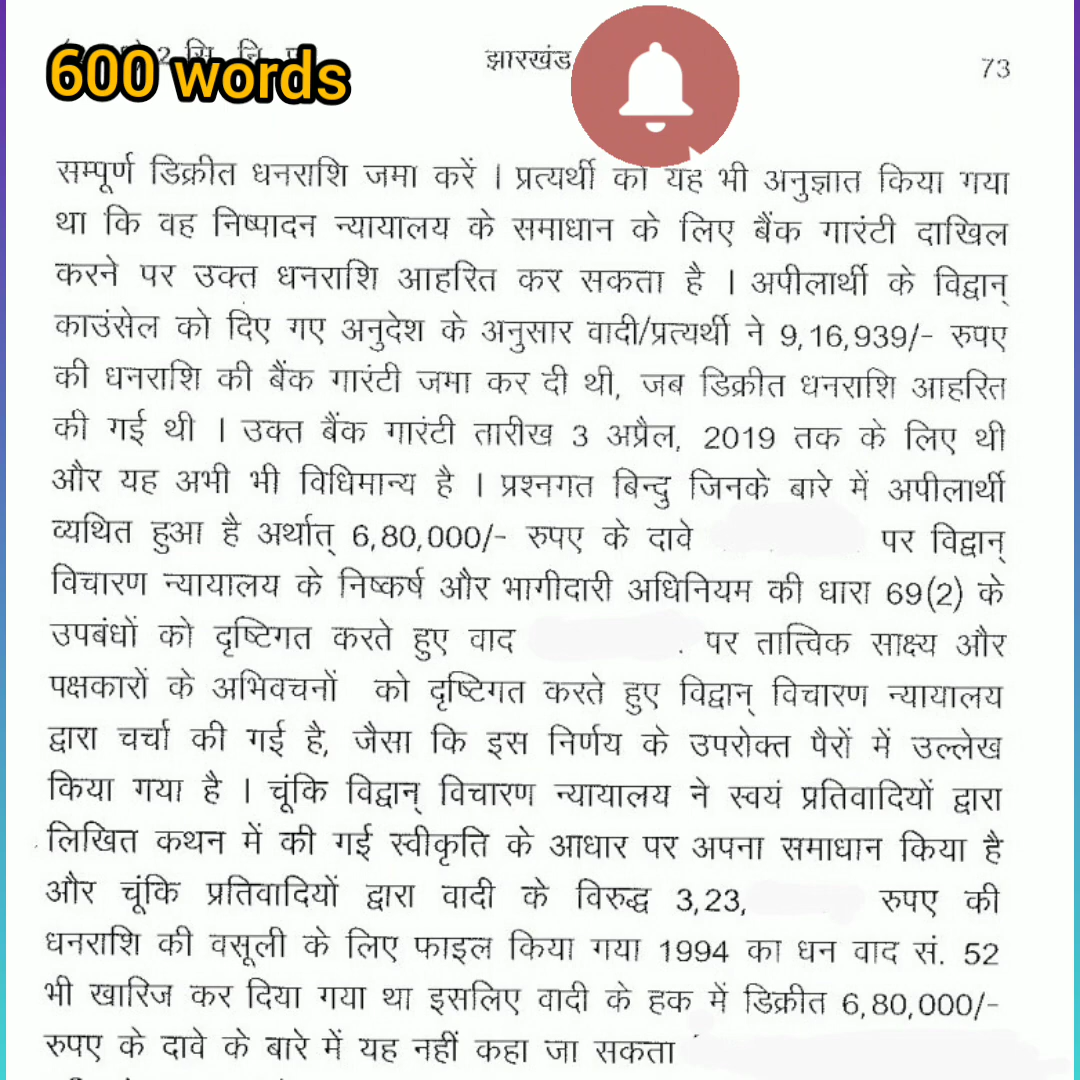 600 words
झारखंड
73
सम्पूर्ण डिक्रीत धनराशि जमा करें । प्रत्यर्थी को यह भी अनुज्ञात किया गया
था कि वह निष्पादन न्यायालय के समाधान के लिए बैंक गारंटी दाखिल
करने पर उक्त धनराशि आहरित कर सकता है । अपीलार्थी के विद्वान्
काउंसेल को दिए गए अनुदेश के अनुसार वादी/प्रत्यर्थी ने 9,16,939/- रुपए
की धनराशि की बैंक गारंटी जमा कर दी थी, जब डिक्रीत धनराशि आहरित
की गई थी । उक्त बैंक गारंटी तारीख 3 अप्रैल, 2019 तक के लिए थी
और यह अभी भी विधिमान्य है । प्रश्नगत बिन्दु जिनके बारे में अपीलार्थी
व्यथित हुआ है अर्थात् 6,80,000/- रुपए के दावे पर विद्वान्
विचारण न्यायालय के निष्कर्ष और भागीदारी अधिनियम की धारा 69(2) के
उपबंधों को दृष्टिगत करते हुए वाद पर तात्त्विक साक्ष्य और
पक्षकारों के अभिवचनों को दृष्टिगत करते हुए विद्वान् विचारण न्यायालय
द्वारा चर्चा की गई है, जैसा कि इस निर्णय के उपरोक्त पैरों में उल्लेख
किया गया है । चूंकि विद्वान् विचारण न्यायालय ने स्वयं प्रतिवादियों द्वारा
लिखित कथन में की गई स्वीकृति के आधार पर अपना समाधान किया है
और चूंकि प्रतिवादियों द्वारा वादी के विरुद्ध 3,23, रुपए की
धनराशि की वसूली के लिए फाइल किया गया 1994 का धन वाद सं. 52
भी खारिज कर दिया गया था इसलिए वादी के हक में डिक्रीत 6,80,000/-
रुपए के दावे के बारे में यह नहीं कहा जा सकता